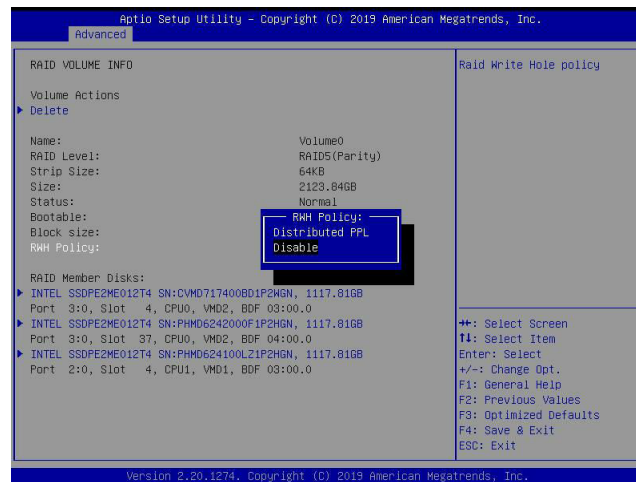 Aptio Setup Utility – Copyright (C) 2019 American Megatrends, Inc.
Advanced
RAID VOLUME INFO
Volume Actions
Delete
Name: Volume0
RAID Level: RAID5(Parity)
Strip Size: 64KB
Size: 2123.84GB
Status: Normal
Bootable:
Block size:
RWH Policy:
RWH Policy:
Distributed PPL
Disable
RAID Member Disks:
INTEL SSDPE2ME012T4 SN:CVMD717400BD1P2WGN, 1117.81GB
Port 3:0, Slot 4, CPU0, VMD2, BDF 03:00.0
INTEL SSDPE2ME012T4 SN:PHMD6242000F1P2HGN, 1117.81GB
Port 3:0, Slot 37, CPU0, VMD2, BDF 04:00.0
INTEL SSDPE2ME012T4 SN:PHMD624100LZ1P2HGN, 1117.81GB
Port 2:0, Slot 4, CPU1, VMD1, BDF 03:00.0
Raid Write Hole policy
→←: Select Screen
↑↓: Select Item
Enter: Select
+/-: Change Opt.
F1: General Help
F2: Previous Values
F3: Optimized Defaults
F4: Save & Exit
ESC: Exit
Version 2.20.1274. Copyright (C) 2019 American Megatrends, Inc.